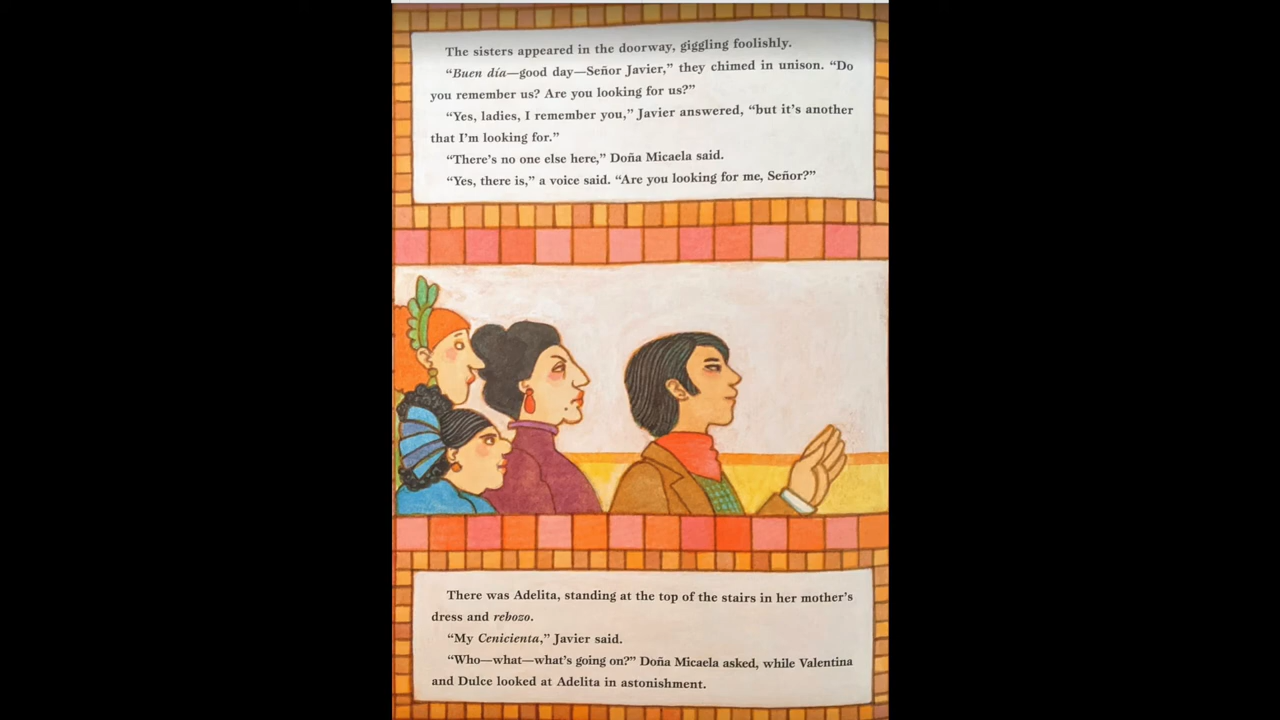 The sisters appeared in the doorway, giggling foolishly.
“Buen día—good day—Señor Javier,” they chimed in unison. “Do
you remember us? Are you looking for us?”
“Yes, ladies, I remember you,” Javier answered, “but it’s another
that I’m looking for.”
“There’s no one else here,” Doña Micaela said.
“Yes, there is,” a voice said. “Are you looking for me, Señor?”
There was Adelita, standing at the top of the stairs in her mother’s
dress and rebozo.
“My Cenicienta,” Javier said.
“Who—what—what’s going on?” Doña Micaela asked, while Valentina
and Dulce looked at Adelita in astonishment.